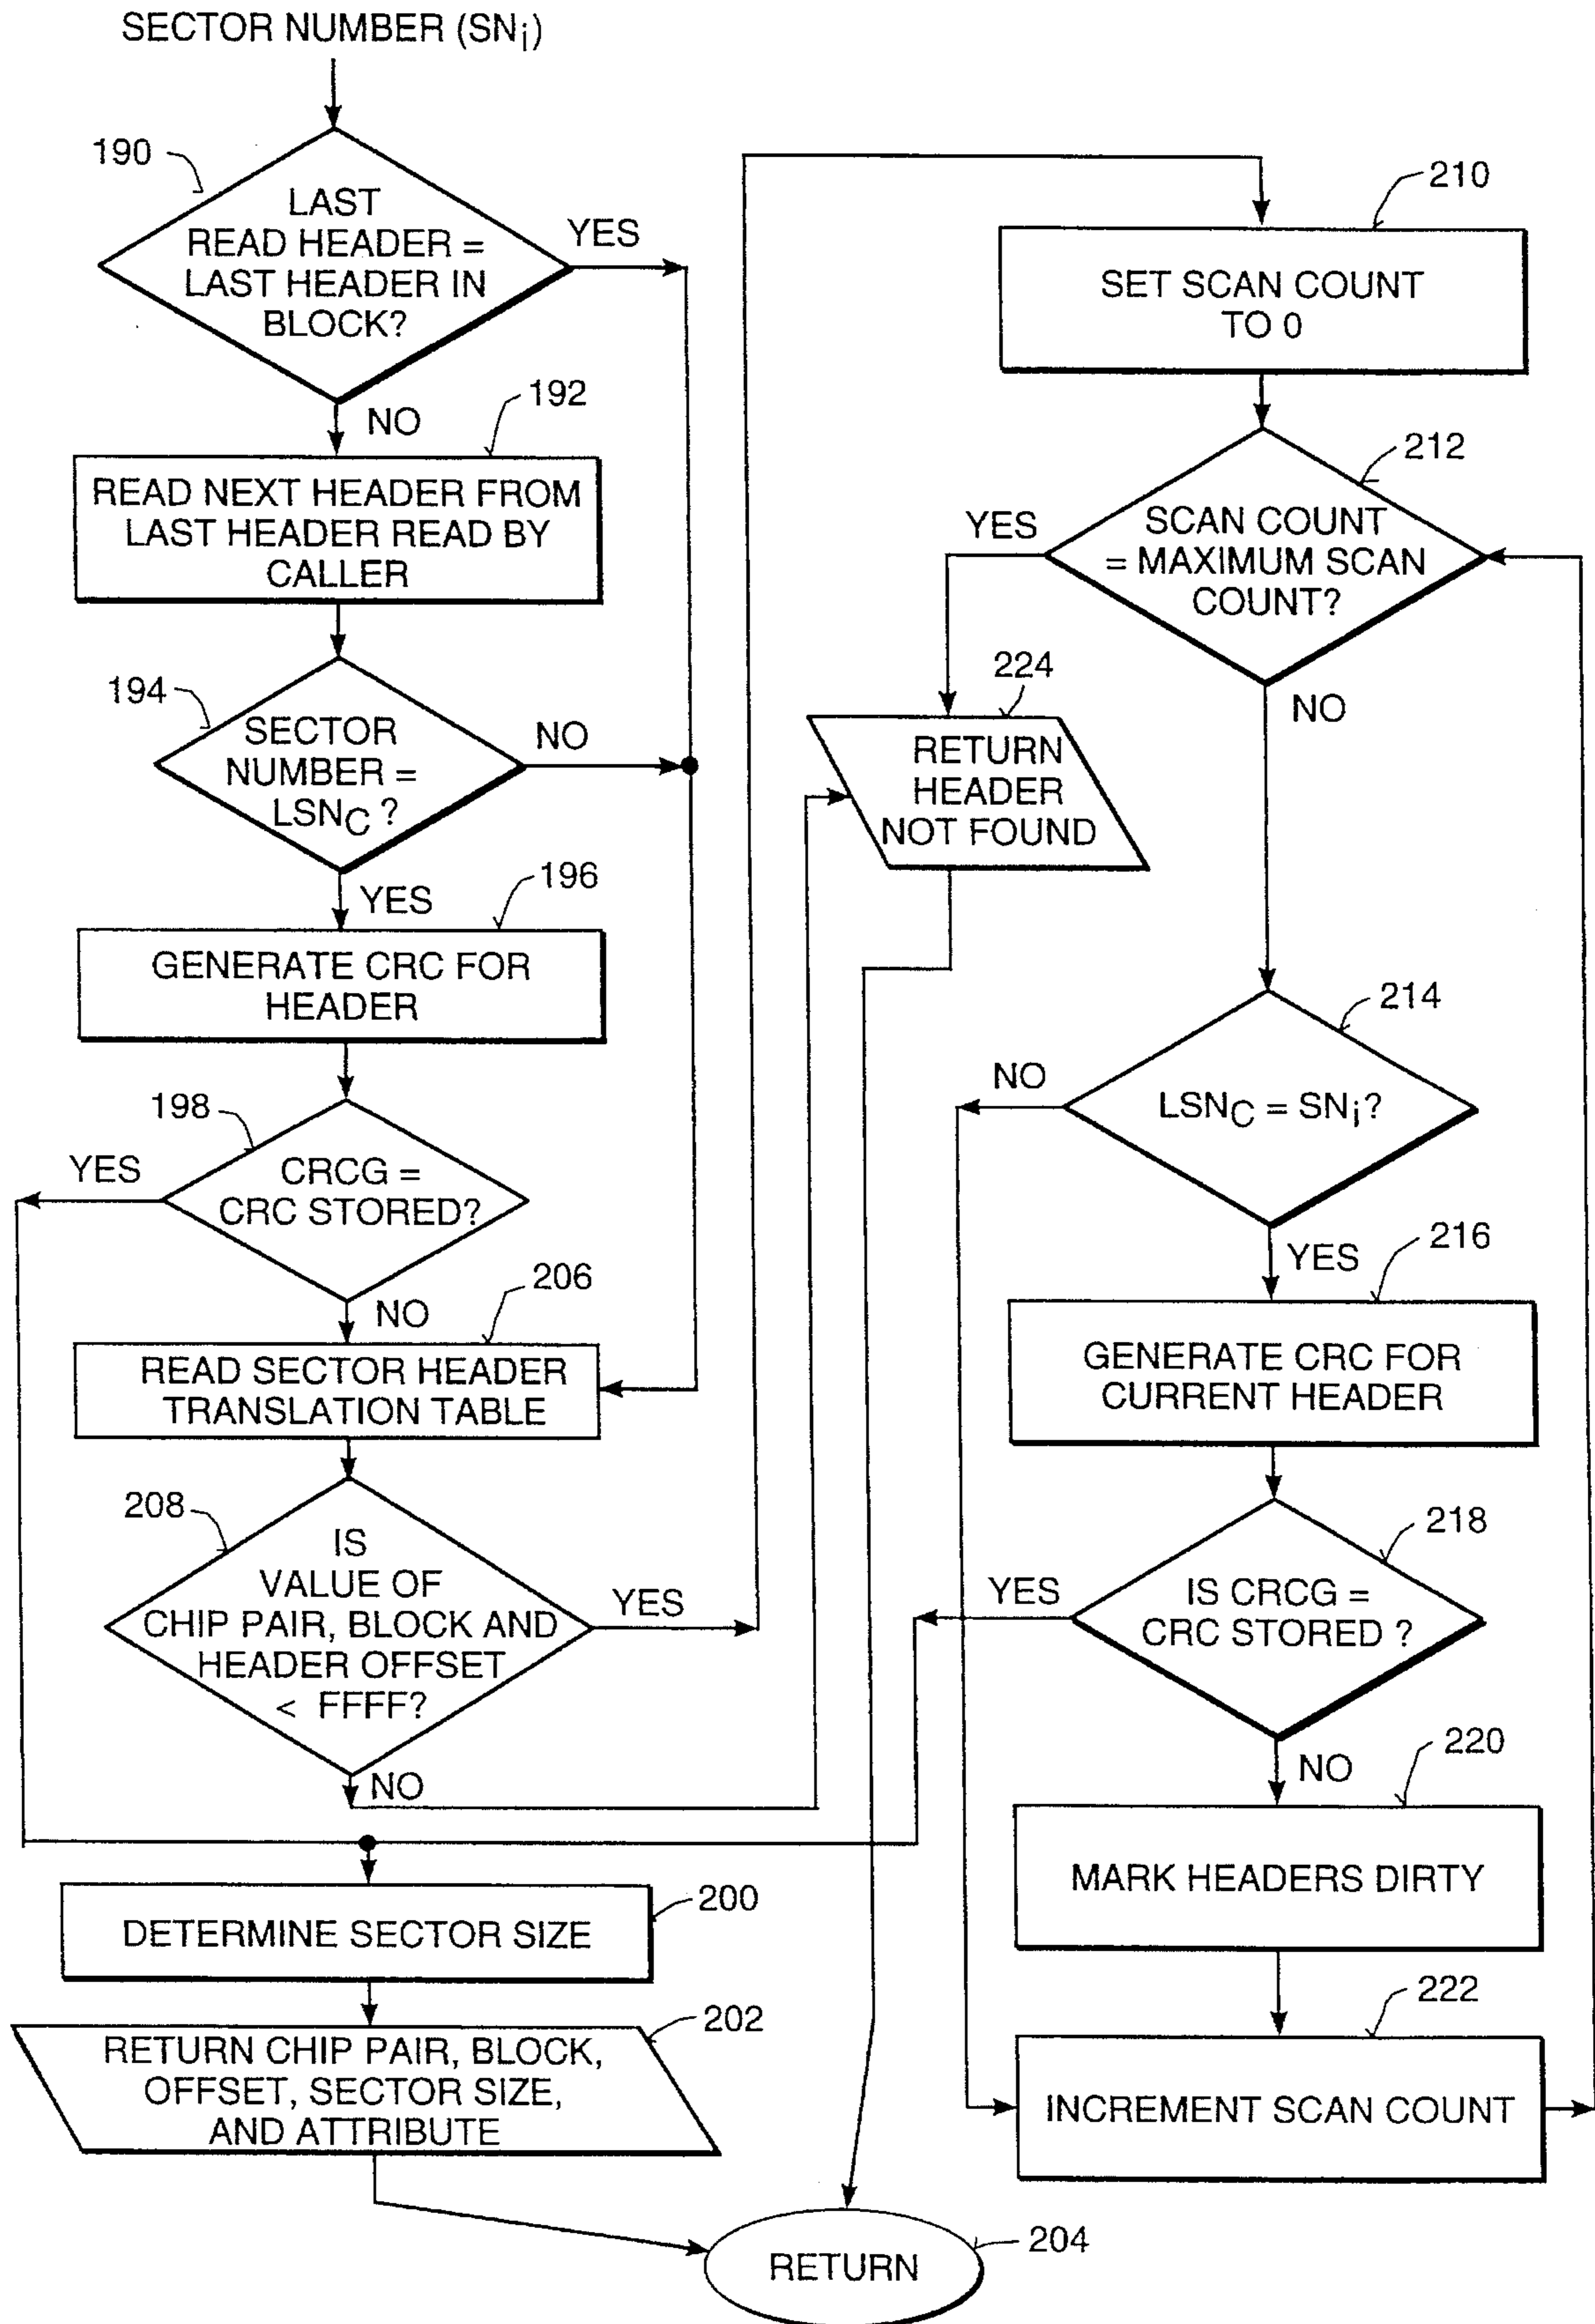 SECTOR NUMBER (SNi)
190
LAST
READ HEADER =
LAST HEADER IN
BLOCK?
YES
NO
192
READ NEXT HEADER FROM
LAST HEADER READ BY
CALLER
194
SECTOR
NUMBER =
LSNC ?
NO
YES
196
GENERATE CRC FOR
HEADER
198
YES
CRCG =
CRC STORED?
NO
206
READ SECTOR HEADER
TRANSLATION TABLE
208
IS
VALUE OF
CHIP PAIR, BLOCK AND
HEADER OFFSET
< FFFF?
YES
NO
200
DETERMINE SECTOR SIZE
202
RETURN CHIP PAIR, BLOCK,
OFFSET, SECTOR SIZE,
AND ATTRIBUTE
210
SET SCAN COUNT
TO 0
212
YES
SCAN COUNT
= MAXIMUM SCAN
COUNT?
NO
224
RETURN
HEADER
NOT FOUND
214
NO
LSNC = SNi?
YES
216
GENERATE CRC FOR
CURRENT HEADER
218
YES
IS CRCG =
CRC STORED ?
NO
220
MARK HEADERS DIRTY
222
INCREMENT SCAN COUNT
204
RETURN